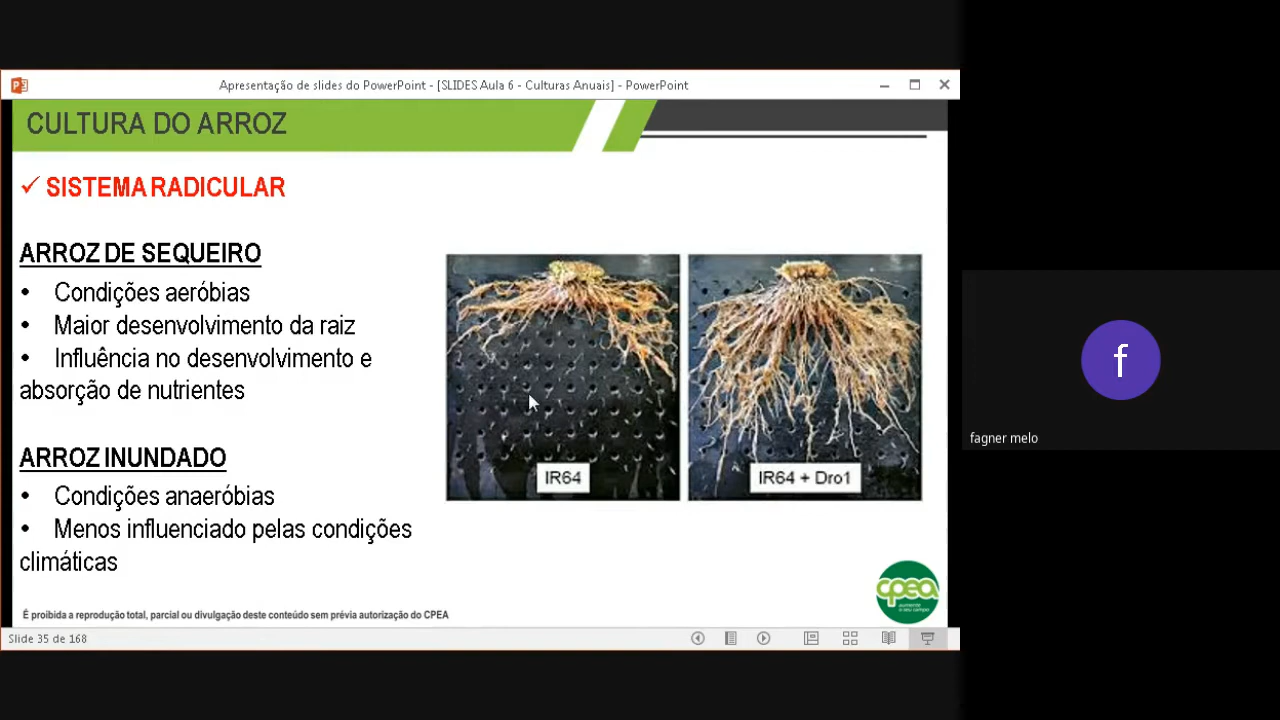 Apresentação de slides do PowerPoint - [SLIDES Aula 6 - Culturas Anuais] - PowerPoint
CULTURA DO ARROZ
✓ SISTEMA RADICULAR
ARROZ DE SEQUEIRO
• Condições aeróbias
• Maior desenvolvimento da raiz
• Influência no desenvolvimento e
absorção de nutrientes
ARROZ INUNDADO
• Condições anaeróbias
• Menos influenciado pelas condições
climáticas
IR64
IR64 + Dro1
cpea
É proibida a reprodução total, parcial ou divulgação deste conteúdo sem prévia autorização do CPEA
Slide 35 de 168
f
fagner melo